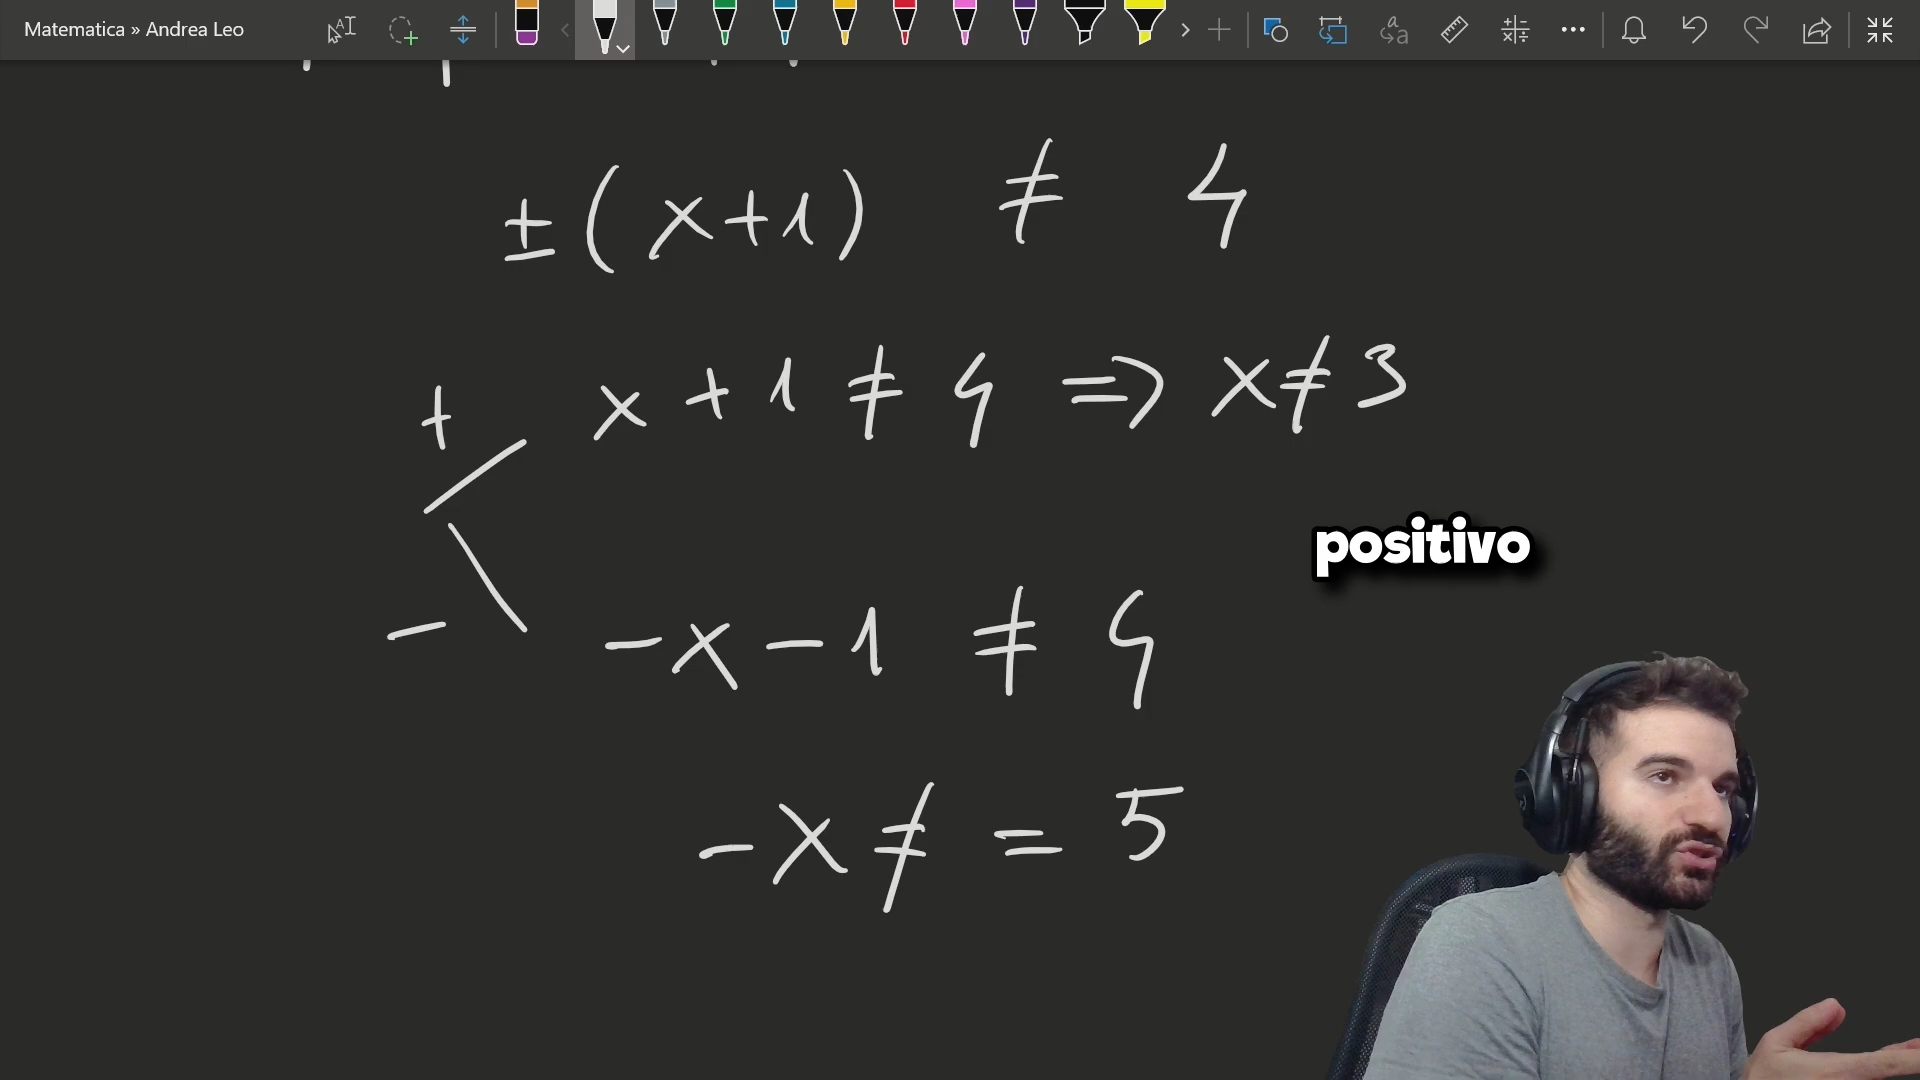 Matematica » Andrea Leo
±(x+1) ≠ 4
+ x+1 ≠ 4 => x≠3
positivo
- -x-1 ≠ 4
-x≠ = 5